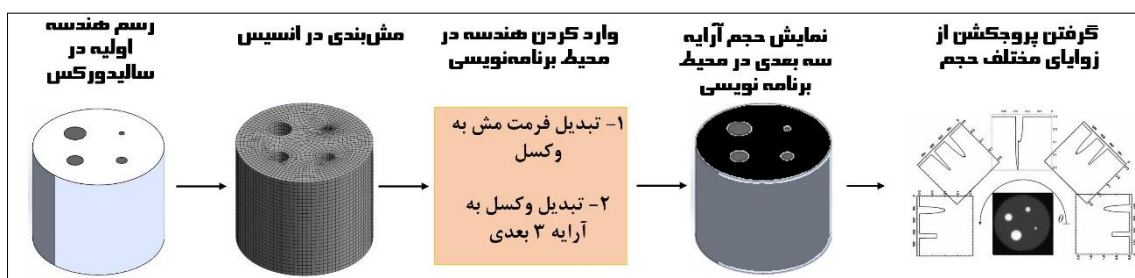 رسم هندسه
اولیه در
سالیدورکس
مش‌بندی در انسیس
وارد کردن هندسه در
محیط برنامه‌نویسی
۱- تبدیل فرمت مش به
وکسل
۲- تبدیل وکسل به
آرایه ۳ بعدی
نمایش حجم آرایه
سه بعدی در محیط
برنامه نویسی
گرفتن پروجکشن از
زوایای مختلف حجم
θ